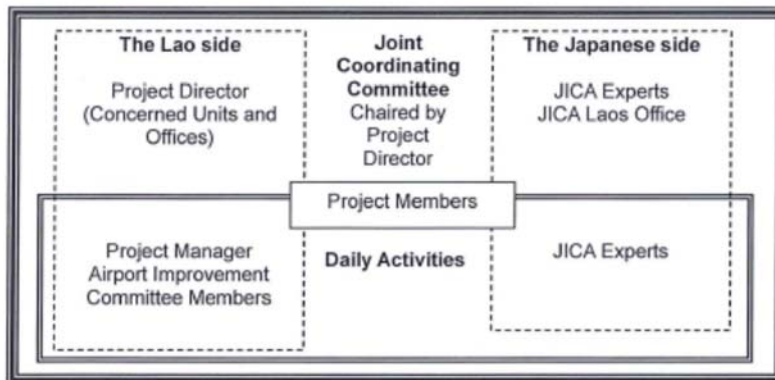 The Lao side
Project Director
(Concerned Units and
Offices)
Joint
Coordinating
Committee
Chaired by
Project
Director
The Japanese side
JICA Experts
JICA Laos Office
Project Members
Project Manager
Airport Improvement
Committee Members
Daily Activities
JICA Experts